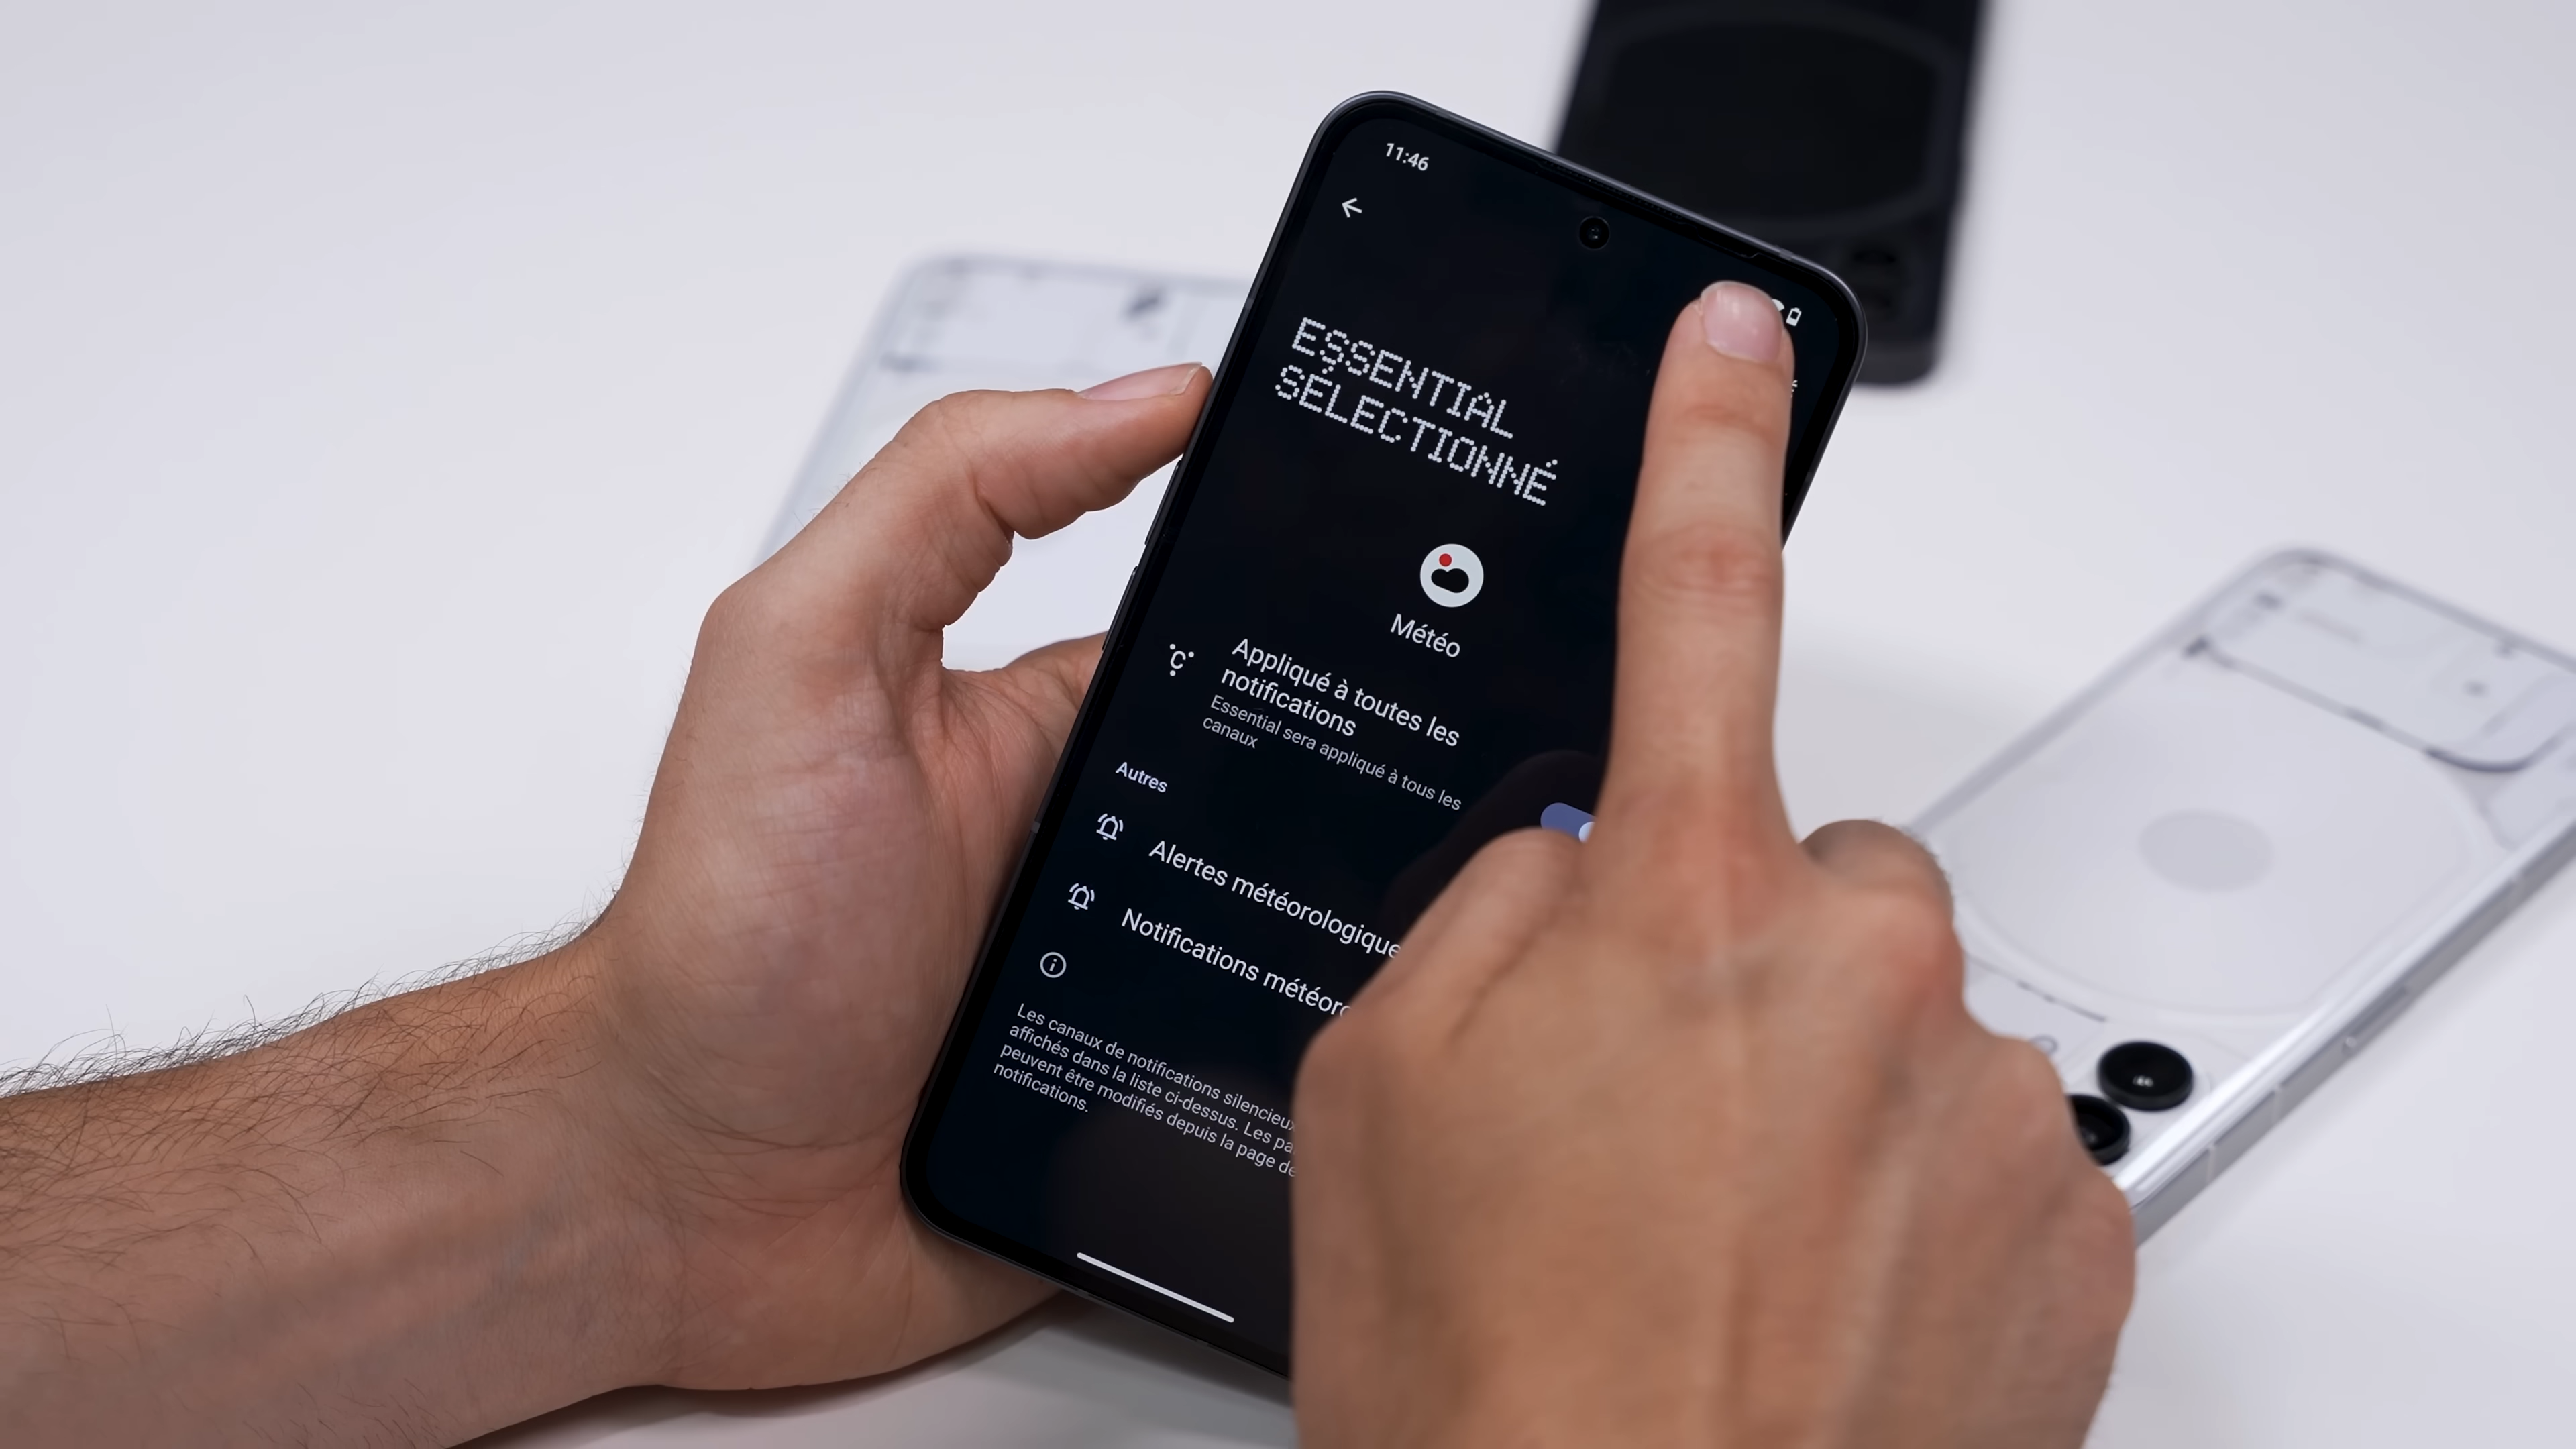 11:46
ESSENTIAL
SÉLECTIONNÉ
Météo
Appliqué à toutes les
notifications
Essential sera appliqué à tous les
canaux
Autres
Alertes météorologique
Notifications météoro
Les canaux de notifications silencieux
affichés dans la liste ci-dessus. Les pa
peuvent être modifiés depuis la page de
notifications.